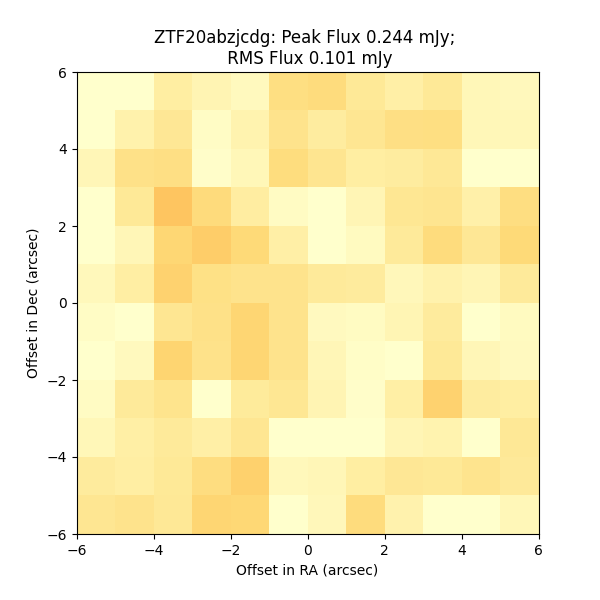 ZTF20abzjcdg: Peak Flux 0.244 mJy;
RMS Flux 0.101 mJy
6
4
2
0
−2
−4
−6
Offset in Dec (arcsec)
−6 −4 −2 0 2 4 6
Offset in RA (arcsec)